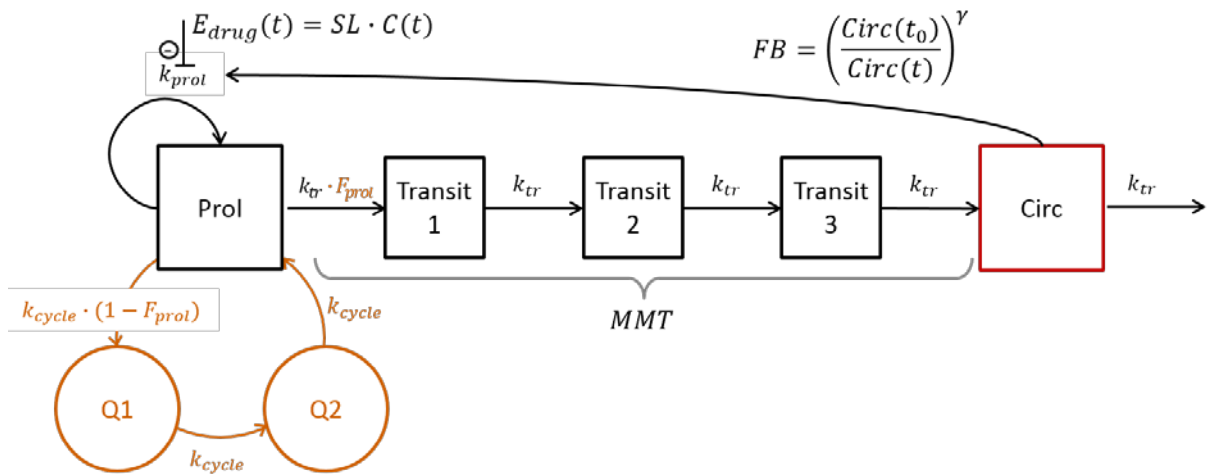 E_drug(t) = SL · C(t)
FB = (Circ(t_0) / Circ(t))^γ
⊖
k_prol
Prol
k_tr · F_prol
Transit
1
k_tr
Transit
2
k_tr
Transit
3
k_tr
Circ
k_tr
k_cycle · (1 − F_prol)
k_cycle
MMT
Q1
Q2
k_cycle